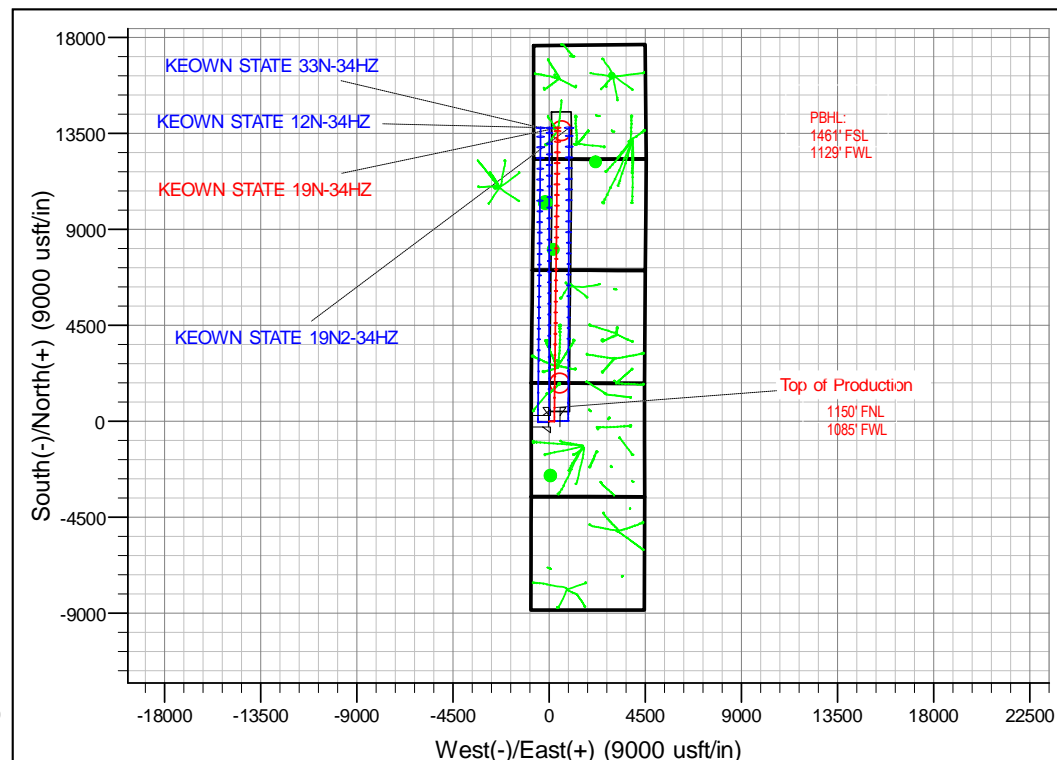 18000
13500
9000
4500
0
-4500
-9000
South(-)/North(+) (9000 usft/in)
KEOWN STATE 33N-34HZ
KEOWN STATE 12N-34HZ
KEOWN STATE 19N-34HZ
KEOWN STATE 19N2-34HZ
PBHL:
1461' FSL
1129' FWL
Top of Production
1150' FNL
1085' FWL
-18000 -13500 -9000 -4500 0 4500 9000 13500 18000 22500
West(-)/East(+) (9000 usft/in)